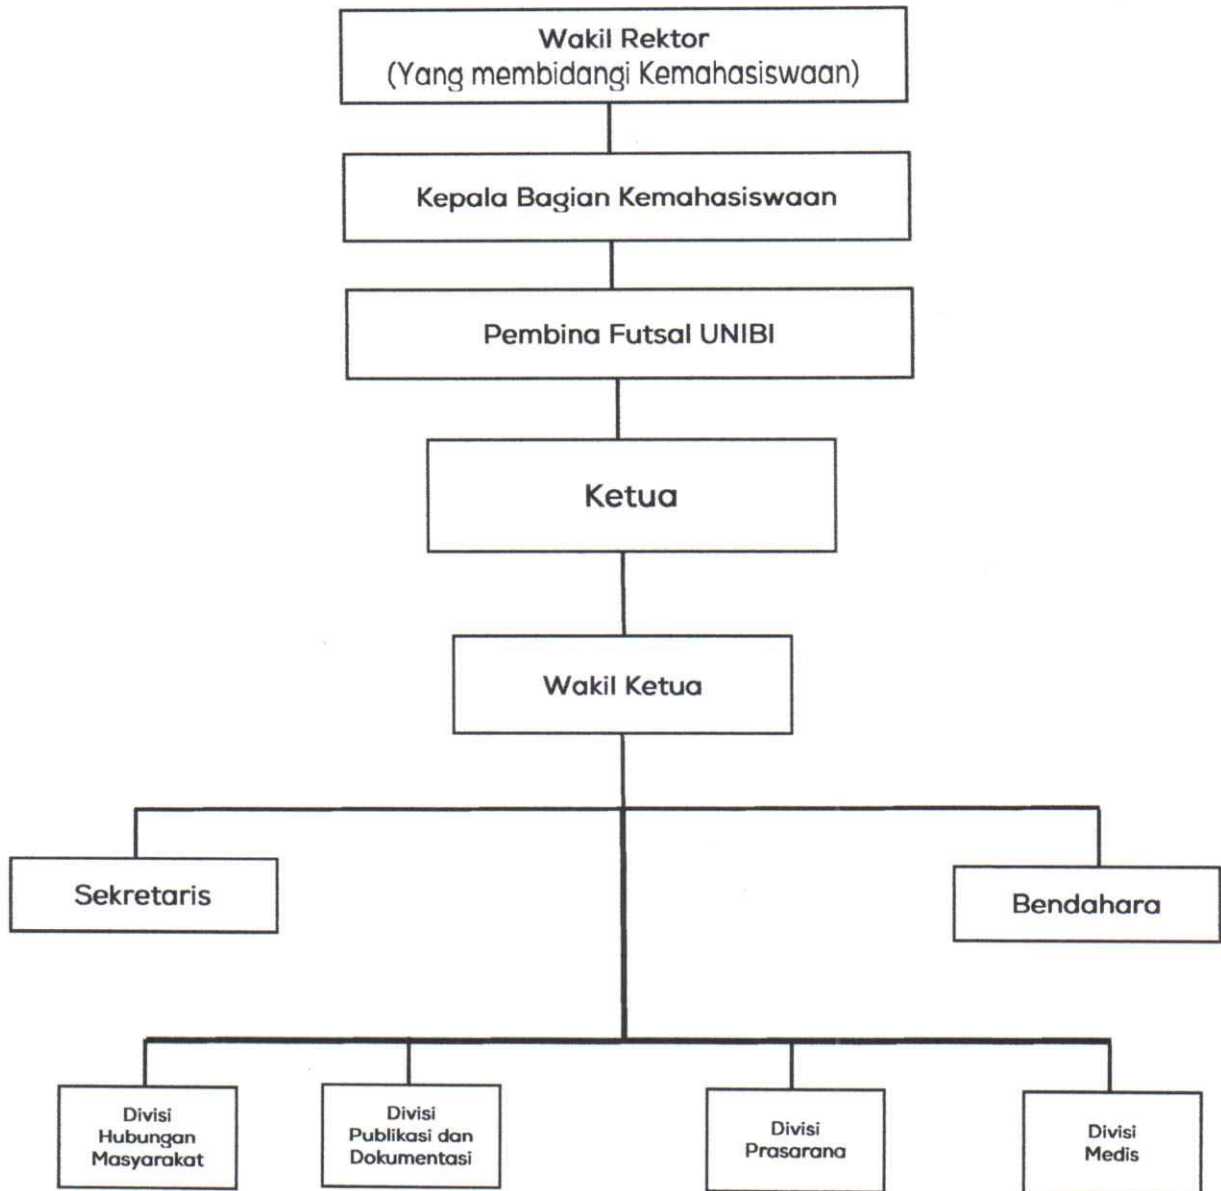 Wakil Rektor
(Yang membidangi Kemahasiswaan)
Kepala Bagian Kemahasiswaan
Pembina Futsal UNIBI
Ketua
Wakil Ketua
Sekretaris
Bendahara
Divisi
Hubungan
Masyarakat
Divisi
Publikasi dan
Dokumentasi
Divisi
Prasarana
Divisi
Medis